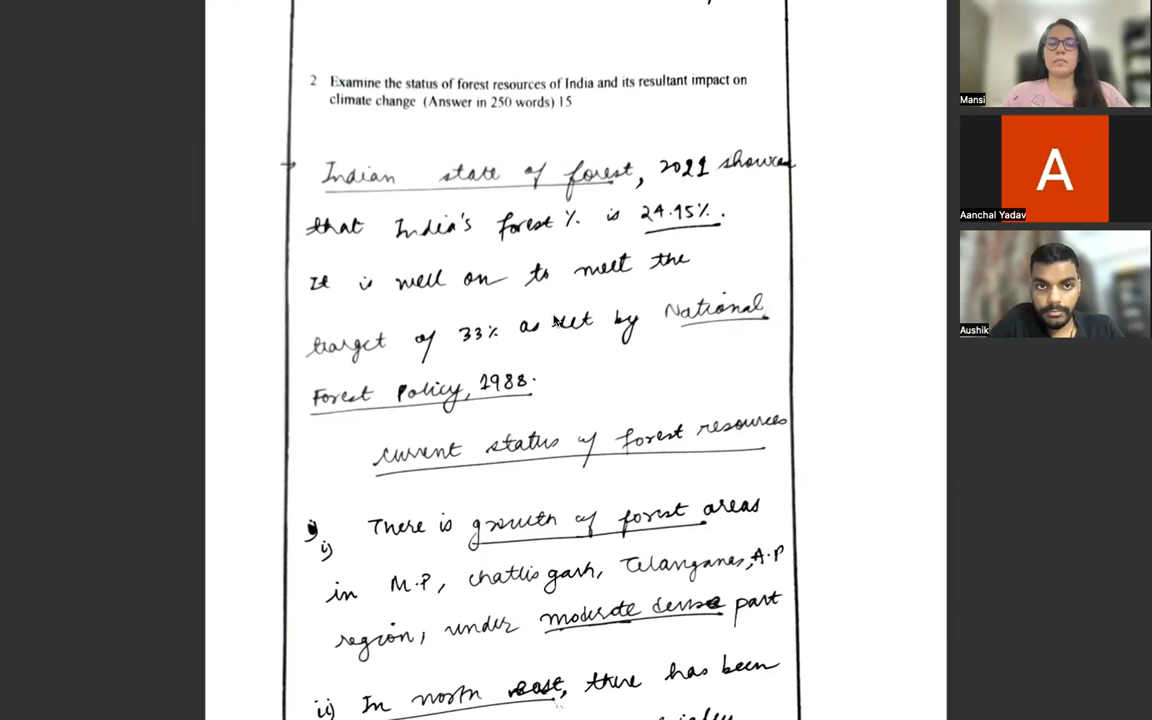 2 Examine the status of forest resources of India and its resultant impact on
climate change (Answer in 250 words) 15
Indian state of forest, 2021 showed
that India's forest % is 24.15%.
It is well on to meet the
target of 33% as set by National
Forest Policy, 1988.
Current status of forest resources
i) There is growth of forest areas
in M.P, Chattisgarh, Telangana, A.P
region, under moderate dense part
ii) In north east, there has been
Mansi
A
Aanchal Yadav
Aushik